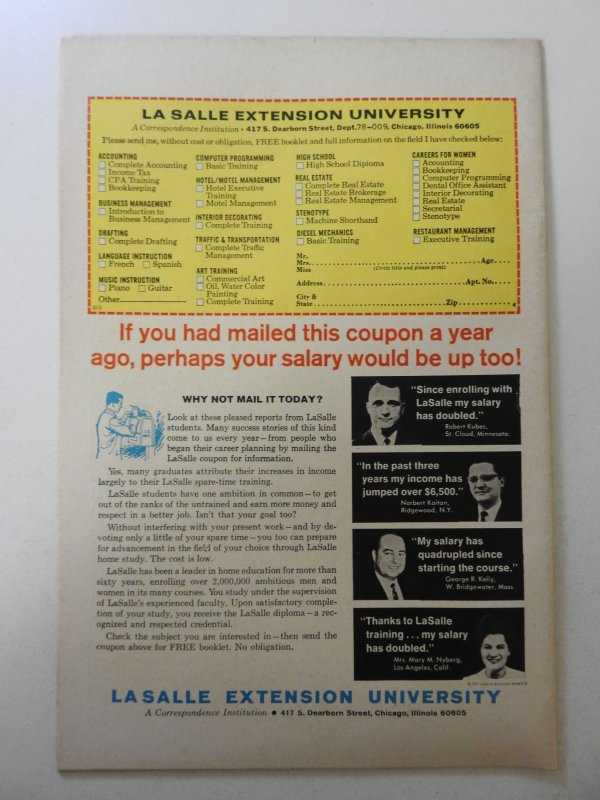 LA SALLE EXTENSION UNIVERSITY
A Correspondence Institution • 417 S. Dearborn Street, Dept. 78-009, Chicago, Illinois 60605
Please send me, without cost or obligation, FREE booklet and full information on the field I have checked below:
ACCOUNTING
Complete Accounting
Income Tax
CPA Training
Bookkeeping
BUSINESS MANAGEMENT
Introduction to
Business Management
DRAFTING
Complete Drafting
LANGUAGE INSTRUCTION
French Spanish
MUSIC INSTRUCTION
Piano Guitar
Other
COMPUTER PROGRAMMING
Basic Training
HOTEL/MOTEL MANAGEMENT
Hotel Executive
Training
Motel Management
INTERIOR DECORATING
Complete Training
TRAFFIC & TRANSPORTATION
Complete Traffic
Management
ART TRAINING
Commercial Art
Oil, Water Color
Painting
Complete Training
HIGH SCHOOL
High School Diploma
REAL ESTATE
Complete Real Estate
Real Estate Brokerage
Real Estate Management
STENOTYPE
Machine Shorthand
DIESEL MECHANICS
Basic Training
CAREERS FOR WOMEN
Accounting
Bookkeeping
Computer Programming
Dental Office Assistant
Interior Decorating
Real Estate
Secretarial
Stenotype
RESTAURANT MANAGEMENT
Executive Training
Mr.
Mrs. Age
Miss (Circle title and please print)
Address Apt. No.
City &
State Zip 4
If you had mailed this coupon a year
ago, perhaps your salary would be up too!
WHY NOT MAIL IT TODAY?
Look at these pleased reports from LaSalle
students. Many success stories of this kind
come to us every year—from people who
began their career planning by mailing the
LaSalle coupon for information.
Yes, many graduates attribute their increases in income
largely to their LaSalle spare-time training.
LaSalle students have one ambition in common—to get
out of the ranks of the untrained and earn more money and
respect in a better job. Isn't that your goal too?
Without interfering with your present work—and by de-
voting only a little of your spare time—you too can prepare
for advancement in the field of your choice through LaSalle
home study. The cost is low.
LaSalle has been a leader in home education for more than
sixty years, enrolling over 2,000,000 ambitious men and
women in its many courses. You study under the supervision
of LaSalle's experienced faculty. Upon satisfactory comple-
tion of your study, you receive the LaSalle diploma—a rec-
ognized and respected credential.
Check the subject you are interested in—then send the
coupon above for FREE booklet. No obligation.
"Since enrolling with
LaSalle my salary
has doubled."
Robert Kubec,
St. Cloud, Minnesota.
"In the past three
years my income has
jumped over $6,500."
Norbert Kaitan,
Ridgewood, N.Y.
"My salary has
quadrupled since
starting the course."
George R. Kelly,
W. Bridgewater, Mass.
"Thanks to LaSalle
training . . . my salary
has doubled."
Mrs. Mary M. Nyberg,
Los Angeles, Calif.
LA SALLE EXTENSION UNIVERSITY
A Correspondence Institution • 417 S. Dearborn Street, Chicago, Illinois 60605